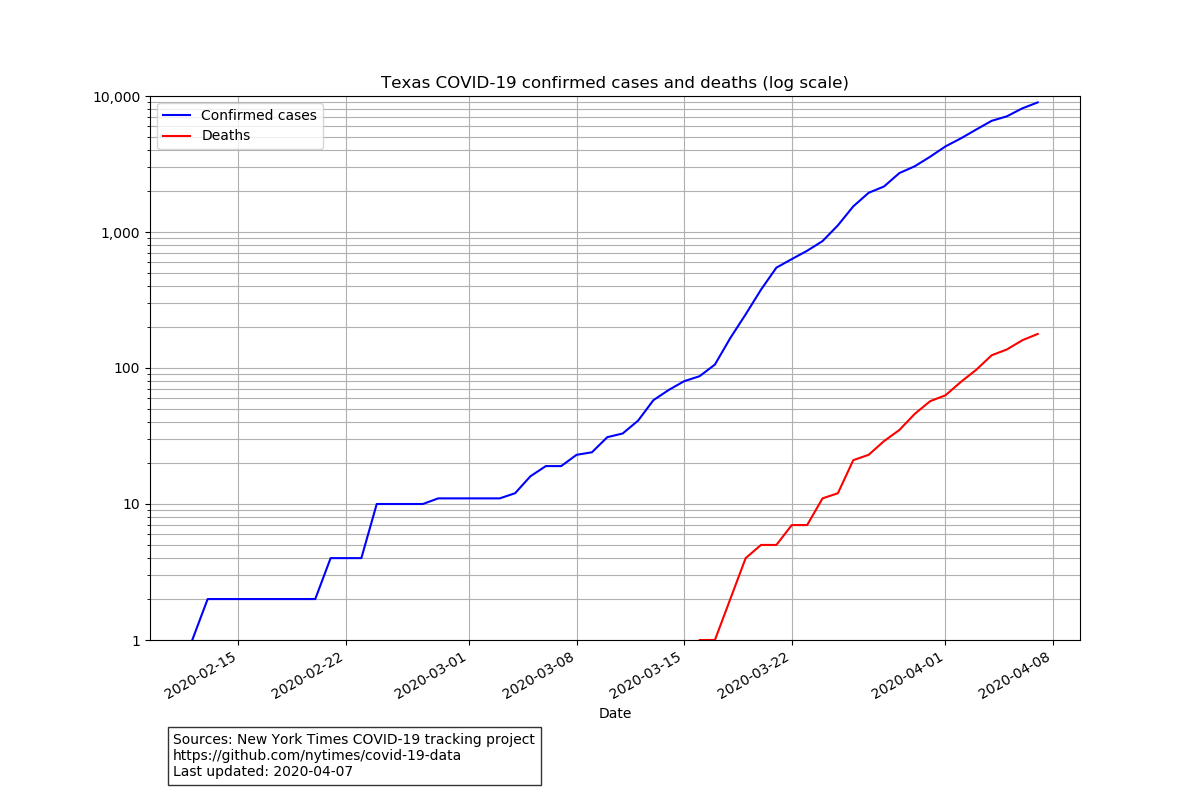 Texas COVID-19 confirmed cases and deaths (log scale)
10,000
1,000
100
10
1
Confirmed cases
Deaths
2020-02-15
2020-02-22
2020-03-01
2020-03-08
2020-03-15
2020-03-22
2020-04-01
2020-04-08
Date
Sources: New York Times COVID-19 tracking project
https://github.com/nytimes/covid-19-data
Last updated: 2020-04-07